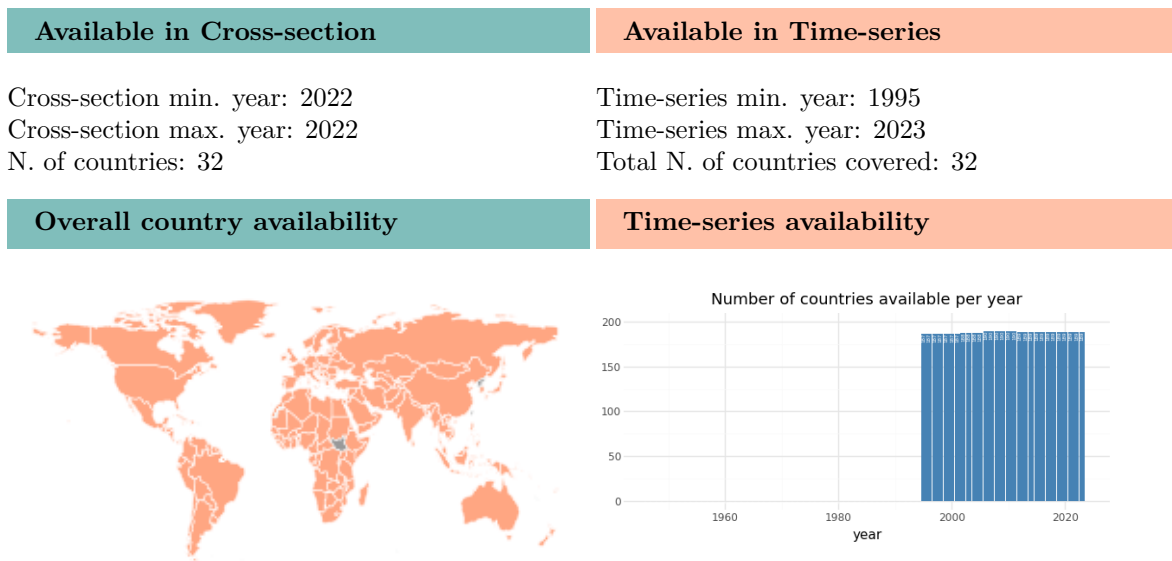 Available in Cross-section
Available in Time-series
Cross-section min. year: 2022
Cross-section max. year: 2022
N. of countries: 32
Time-series min. year: 1995
Time-series max. year: 2023
Total N. of countries covered: 32
Overall country availability
Time-series availability
Number of countries available per year
200
150
100
50
0
1960 1980 2000 2020
year